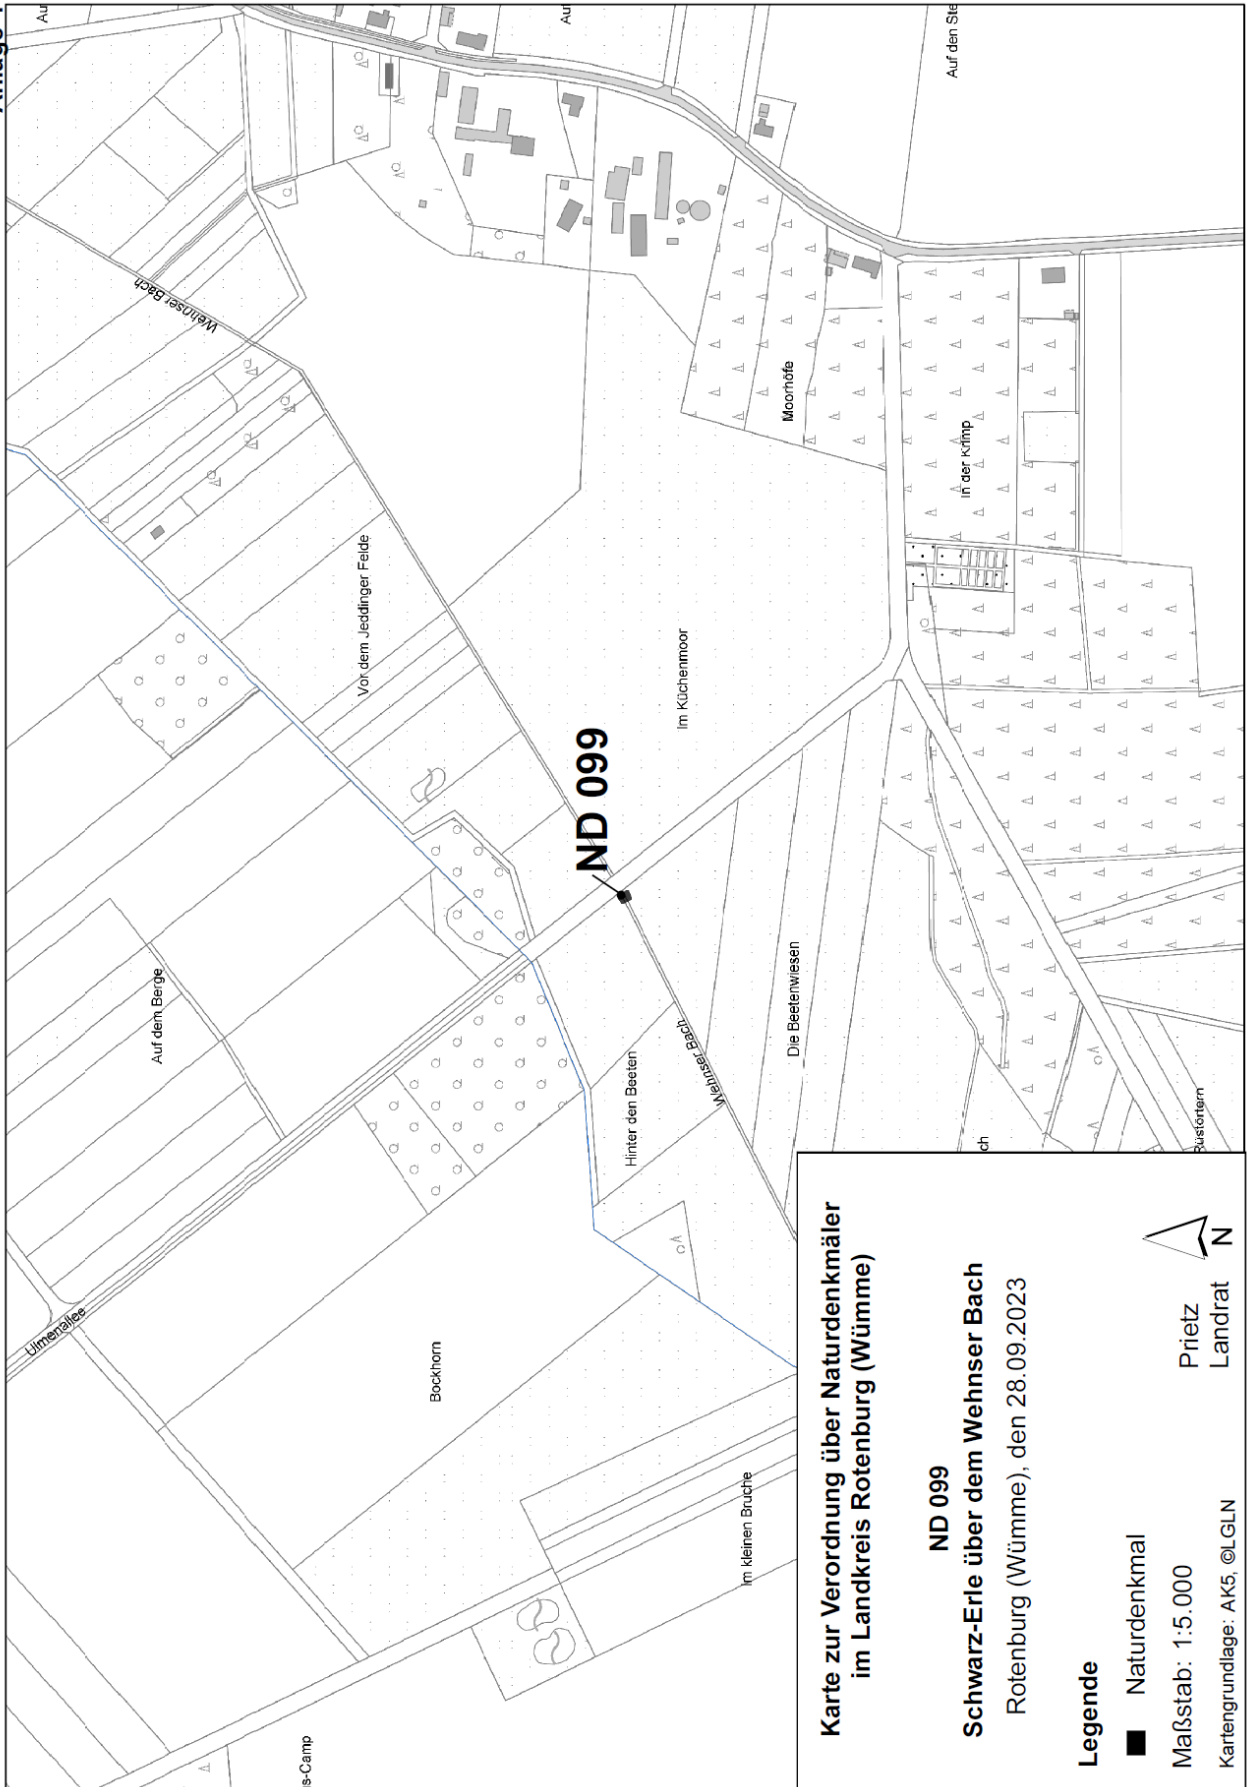 Auf den Ste
Wehnser Bach
Moorhöfe
In der Krimp
Vor dem Jeddinger Felde
Im Küchenmoor
ND 099
Auf dem Berge
Die Beetenwiesen
Wehnser Bach
Hinter den Beeten
Ulmenallee
Bockhorn
Im kleinen Bruche
s-Camp
ch
Rüstörtern
Karte zur Verordnung über Naturdenkmäler
im Landkreis Rotenburg (Wümme)
ND 099
Schwarz-Erle über dem Wehnser Bach
Rotenburg (Wümme), den 28.09.2023
Legende
Naturdenkmal
Maßstab: 1:5.000
Kartengrundlage: AK5, ©LGLN
Prietz
Landrat
N